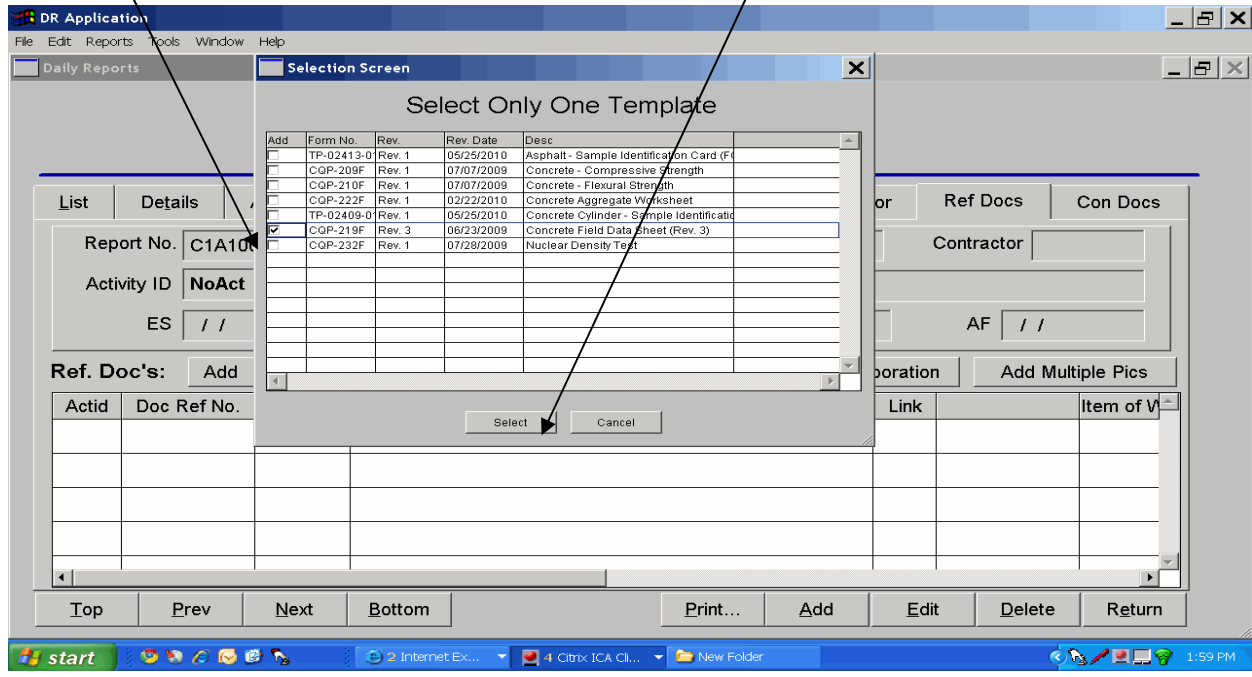 DR Application
File Edit Reports Tools Window Help
Daily Reports
Selection Screen
Select Only One Template
Add Form No. Rev. Rev. Date Desc
TP-02413-01 Rev. 1 05/25/2010 Asphalt - Sample Identification Card (F
CQP-209F Rev. 1 07/07/2009 Concrete - Compressive Strength
CQP-210F Rev. 1 07/07/2009 Concrete - Flexural Strength
CQP-222F Rev. 1 02/22/2010 Concrete Aggregate Worksheet
TP-02409-01 Rev. 1 05/25/2010 Concrete Cylinder - Sample Identificatio
CQP-219F Rev. 3 06/23/2009 Concrete Field Data Sheet (Rev. 3)
CQP-232F Rev. 1 07/28/2009 Nuclear Density Test
Select Cancel
List Details or Ref Docs Con Docs
Report No. C1A10 Contractor
Activity ID NoAct
ES / / AF / /
Ref. Doc's: Add boration Add Multiple Pics
Actid Doc Ref No. Link Item of W
Top Prev Next Bottom Print... Add Edit Delete Return
start 2 Internet Ex... 4 Citrix ICA Cli... New Folder 1:59 PM